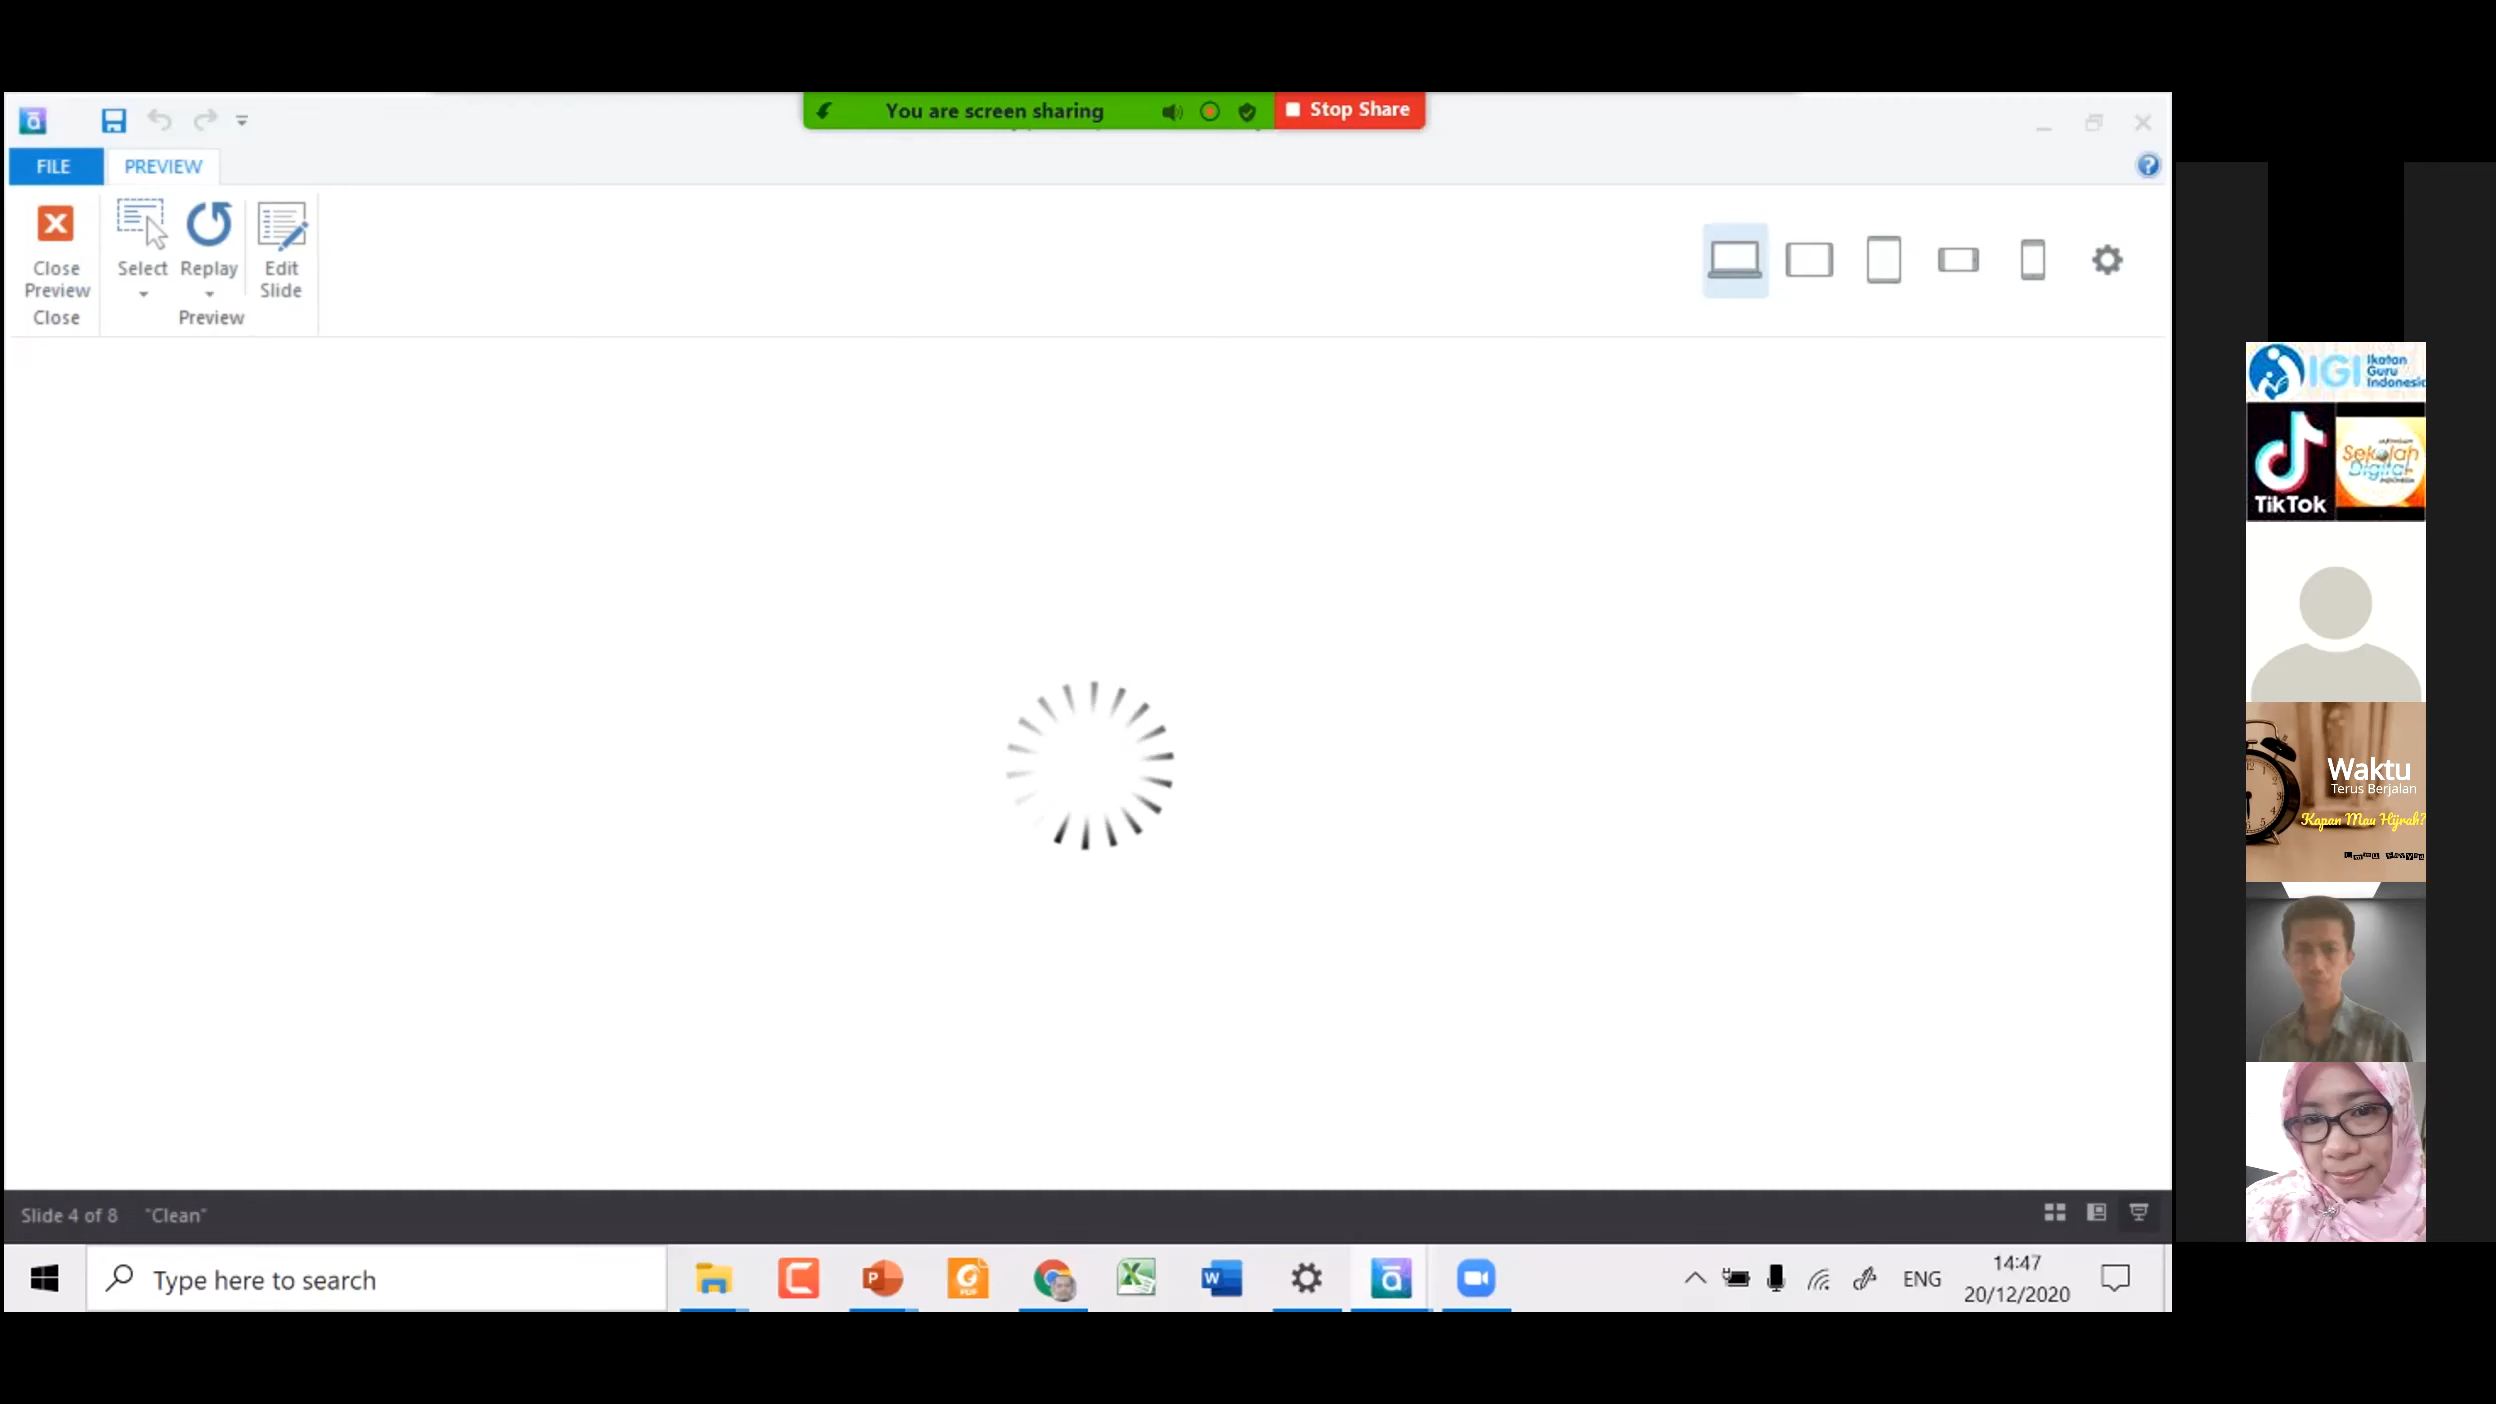 You are screen sharing
Stop Share
FILE
PREVIEW
Close Preview
Select
Replay
Edit Slide
Close
Preview
IGI Ikatan Guru Indonesia
TikTok
Sekolah Digital
Waktu
Terus Berjalan
Kapan Mau Hijrah?
Slide 4 of 8
"Clean"
Type here to search
ENG
14:47
20/12/2020